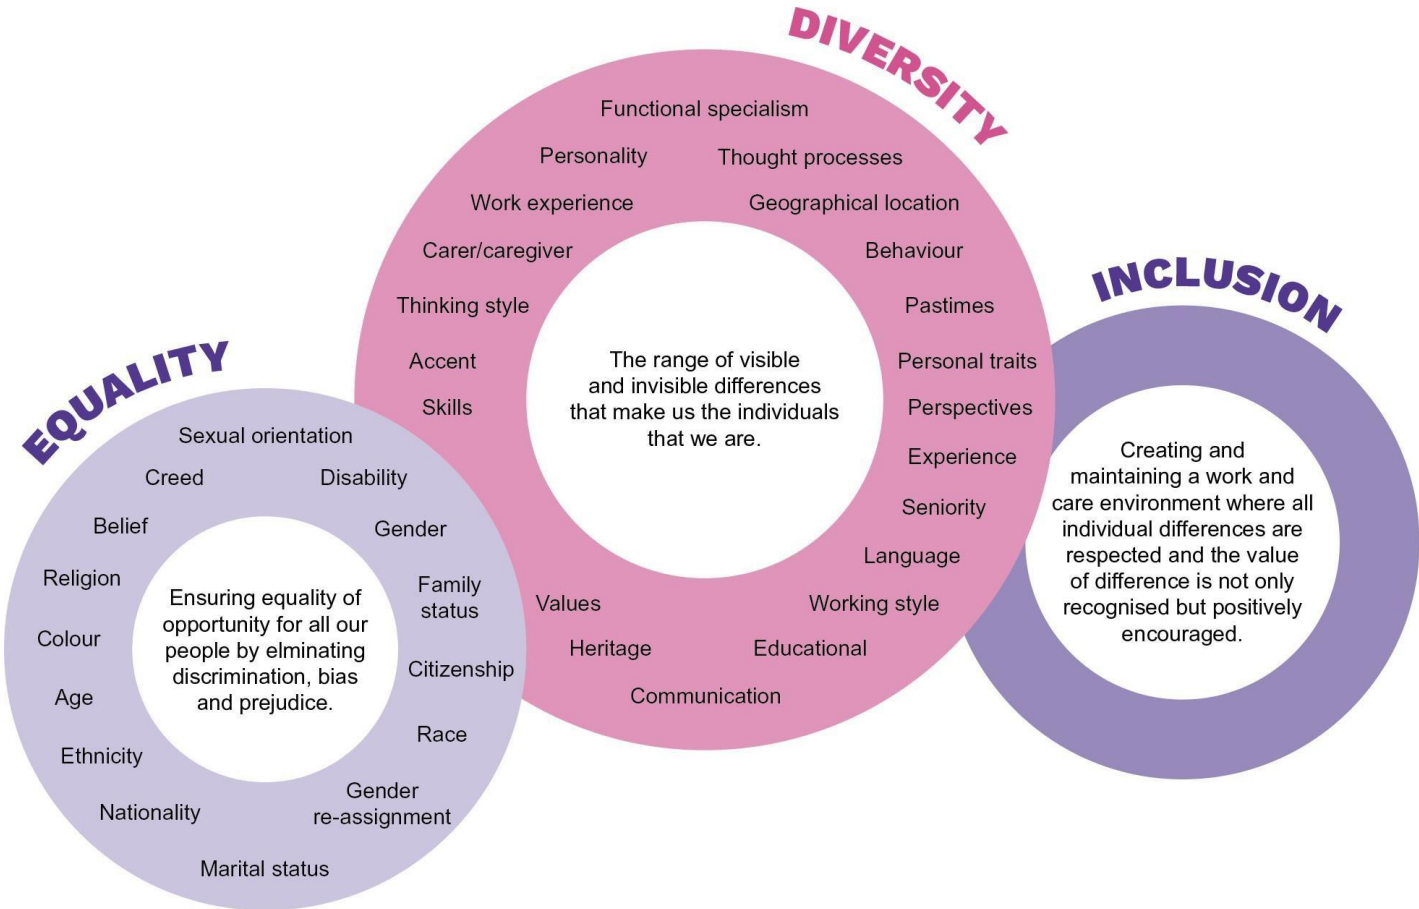 DIVERSITY
Functional specialism
Personality
Thought processes
Work experience
Geographical location
Carer/caregiver
Behaviour
Thinking style
Pastimes
Accent
Personal traits
Skills
Perspectives
Experience
Seniority
Language
Values
Working style
Heritage
Educational
Communication
The range of visible
and invisible differences
that make us the individuals
that we are.
EQUALITY
Sexual orientation
Creed
Disability
Belief
Gender
Religion
Family
status
Colour
Citizenship
Age
Race
Ethnicity
Gender
re-assignment
Nationality
Marital status
Ensuring equality of
opportunity for all our
people by elminating
discrimination, bias
and prejudice.
INCLUSION
Creating and
maintaining a work and
care environment where all
individual differences are
respected and the value
of difference is not only
recognised but positively
encouraged.